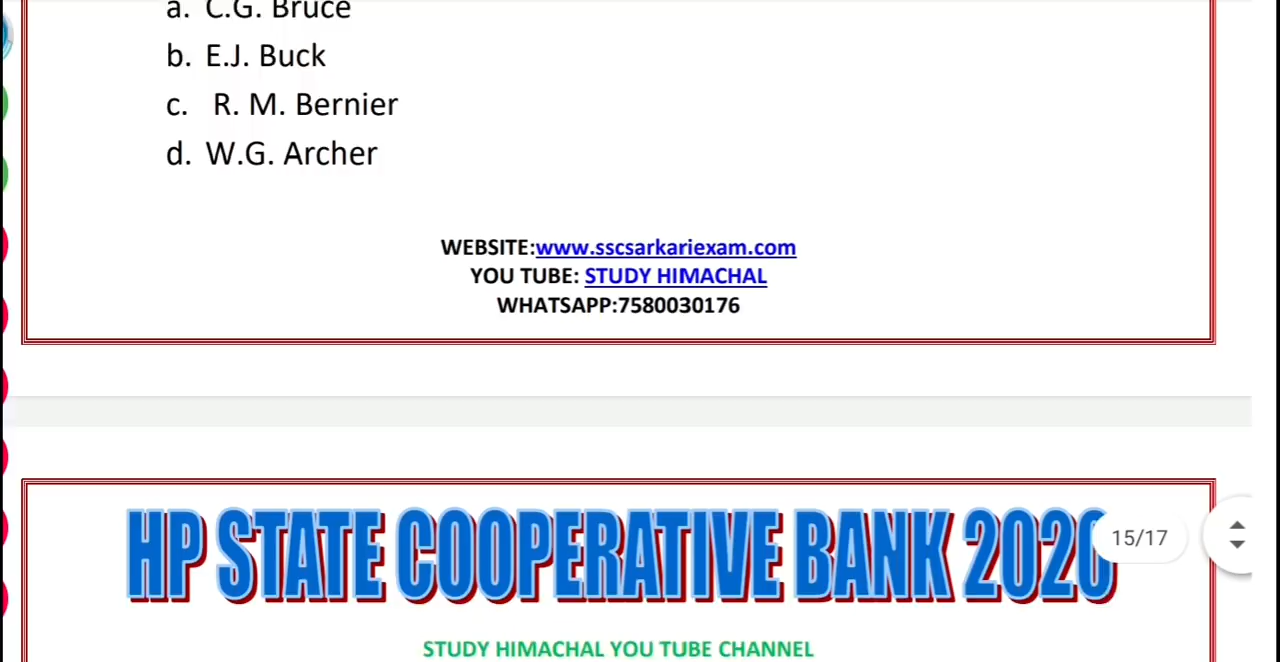 a. C.G. Bruce
b. E.J. Buck
c. R. M. Bernier
d. W.G. Archer
WEBSITE:www.sscsarkariexam.com
YOU TUBE: STUDY HIMACHAL
WHATSAPP:7580030176
HP STATE COOPERATIVE BANK 2020
15/17
STUDY HIMACHAL YOU TUBE CHANNEL